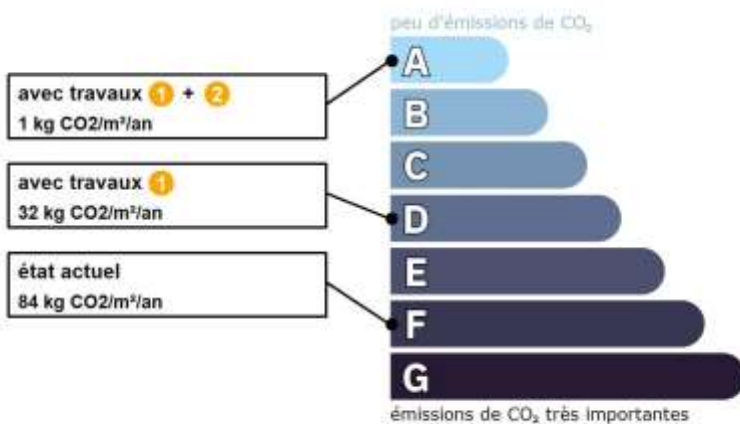 peu d'émissions de CO₂
A
avec travaux 1 + 2
1 kg CO2/m²/an
B
C
avec travaux 1
32 kg CO2/m²/an
D
E
état actuel
84 kg CO2/m²/an
F
G
émissions de CO₂ très importantes